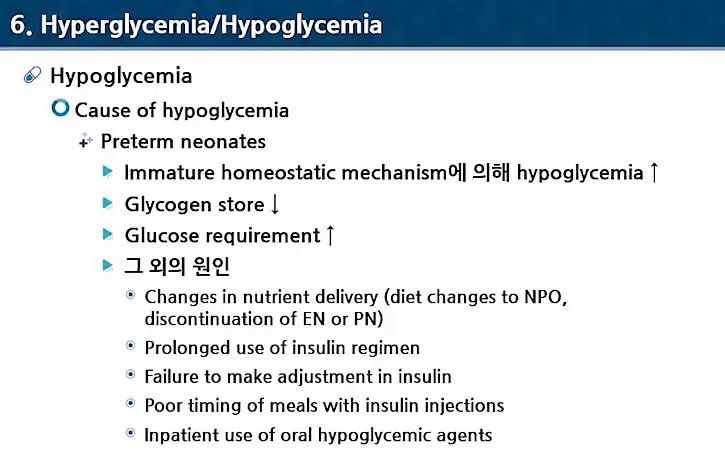 6. Hyperglycemia/Hypoglycemia
Hypoglycemia
Cause of hypoglycemia
Preterm neonates
Immature homeostatic mechanism에 의해 hypoglycemia ↑
Glycogen store ↓
Glucose requirement ↑
그 외의 원인
Changes in nutrient delivery (diet changes to NPO,
discontinuation of EN or PN)
Prolonged use of insulin regimen
Failure to make adjustment in insulin
Poor timing of meals with insulin injections
Inpatient use of oral hypoglycemic agents